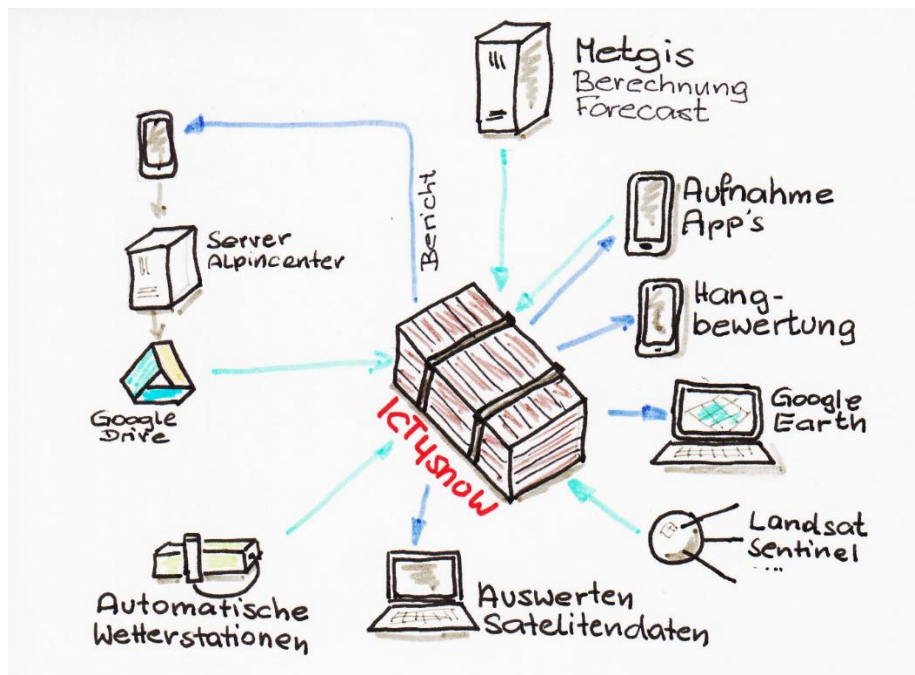 Metgis
Berechnung
Forecast
Bericht
Aufnahme
App's
Server
Alpincenter
Hang-
bewertung
Google
Drive
ICT4snow
Google
Earth
Landsat
Sentinel
....
Automatische
Wetterstationen
Auswerten
Satelitendaten